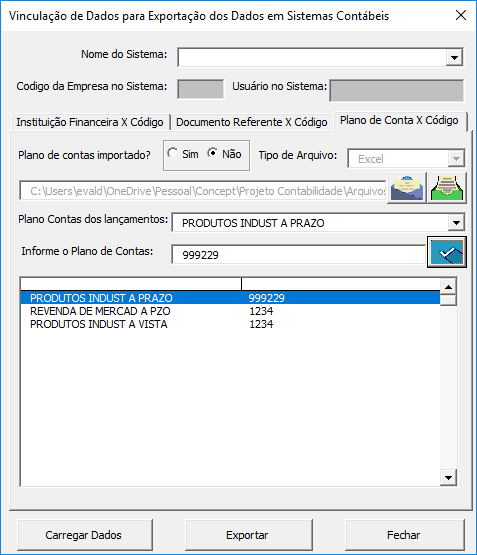 Vinculação de Dados para Exportação dos Dados em Sistemas Contábeis
Nome do Sistema:
Codigo da Empresa no Sistema: Usuário no Sistema:
Instituição Financeira X Código Documento Referente X Código Plano de Conta X Código
Plano de contas importado? Sim Não Tipo de Arquivo: Excel
C:\Users\evald\OneDrive\Pessoal\Concept\Projeto Contabilidade\Arquivos
Plano Contas dos lançamentos: PRODUTOS INDUST A PRAZO
Informe o Plano de Contas: 999229
PRODUTOS INDUST A PRAZO 999229
REVENDA DE MERCAD A PZO 1234
PRODUTOS INDUST A VISTA 1234
Carregar Dados Exportar Fechar